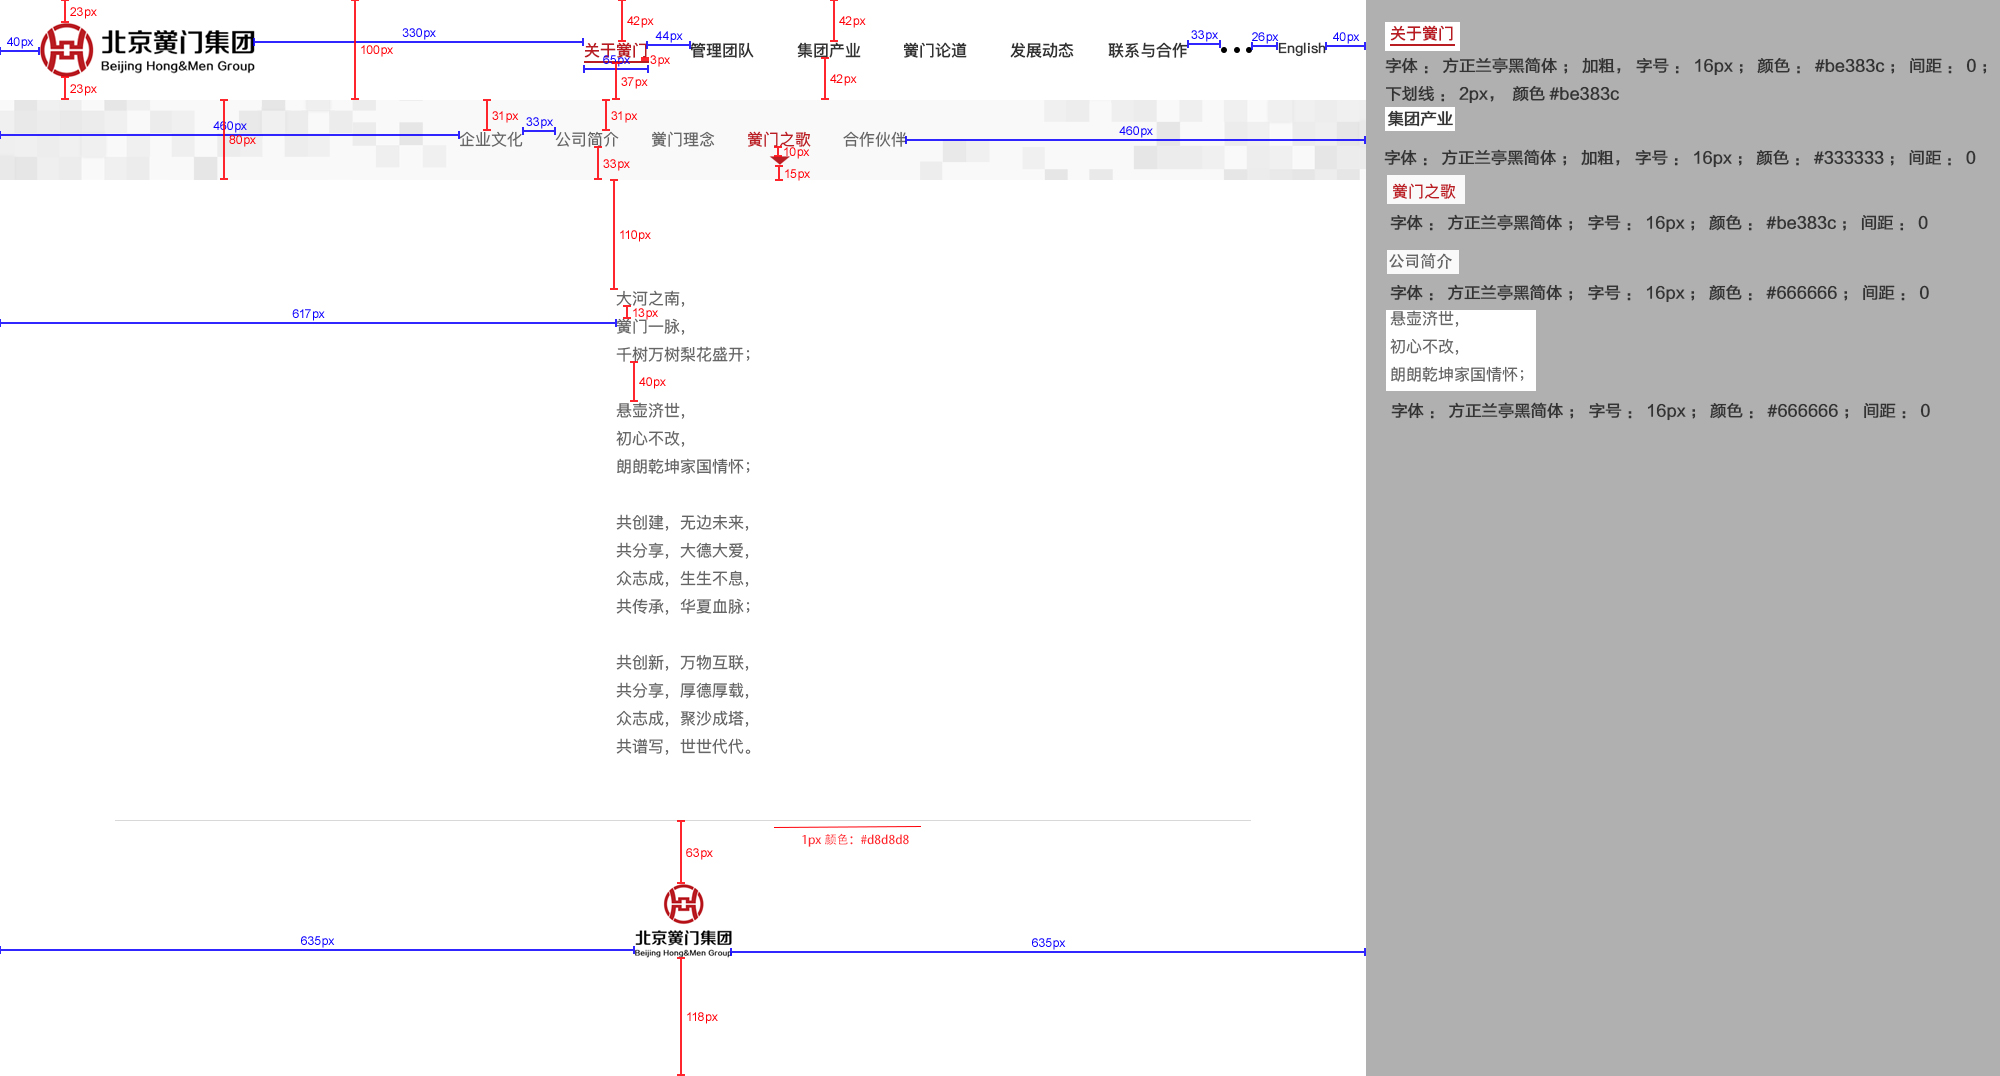 23px
40px
北京黉门集团
Beijing Hong&Men Group
23px
330px
100px
42px
关于黉门
44px
65px
3px
37px
管理团队
42px
集团产业
42px
黉门论道
发展动态
联系与合作
33px
26px
English
40px
460px
80px
31px
企业文化
33px
31px
公司简介
33px
黉门理念
黉门之歌
10px
15px
合作伙伴
460px
110px
大河之南，
13px
617px
黉门一脉，
千树万树梨花盛开；
40px
悬壶济世，
初心不改，
朗朗乾坤家国情怀；
共创建，无边未来，
共分享，大德大爱，
众志成，生生不息，
共传承，华夏血脉；
共创新，万物互联，
共分享，厚德厚载，
众志成，聚沙成塔，
共谱写，世世代代。
1px 颜色：#d8d8d8
63px
北京黉门集团
Beijing Hong&Men Group
635px
635px
118px
关于黉门
字体： 方正兰亭黑简体； 加粗， 字号： 16px； 颜色： #be383c； 间距： 0；
下划线： 2px， 颜色 #be383c
集团产业
字体： 方正兰亭黑简体； 加粗， 字号： 16px； 颜色： #333333； 间距： 0
黉门之歌
字体： 方正兰亭黑简体； 字号： 16px； 颜色： #be383c； 间距： 0
公司简介
字体： 方正兰亭黑简体； 字号： 16px； 颜色： #666666； 间距： 0
悬壶济世，
初心不改，
朗朗乾坤家国情怀；
字体： 方正兰亭黑简体； 字号： 16px； 颜色： #666666； 间距： 0